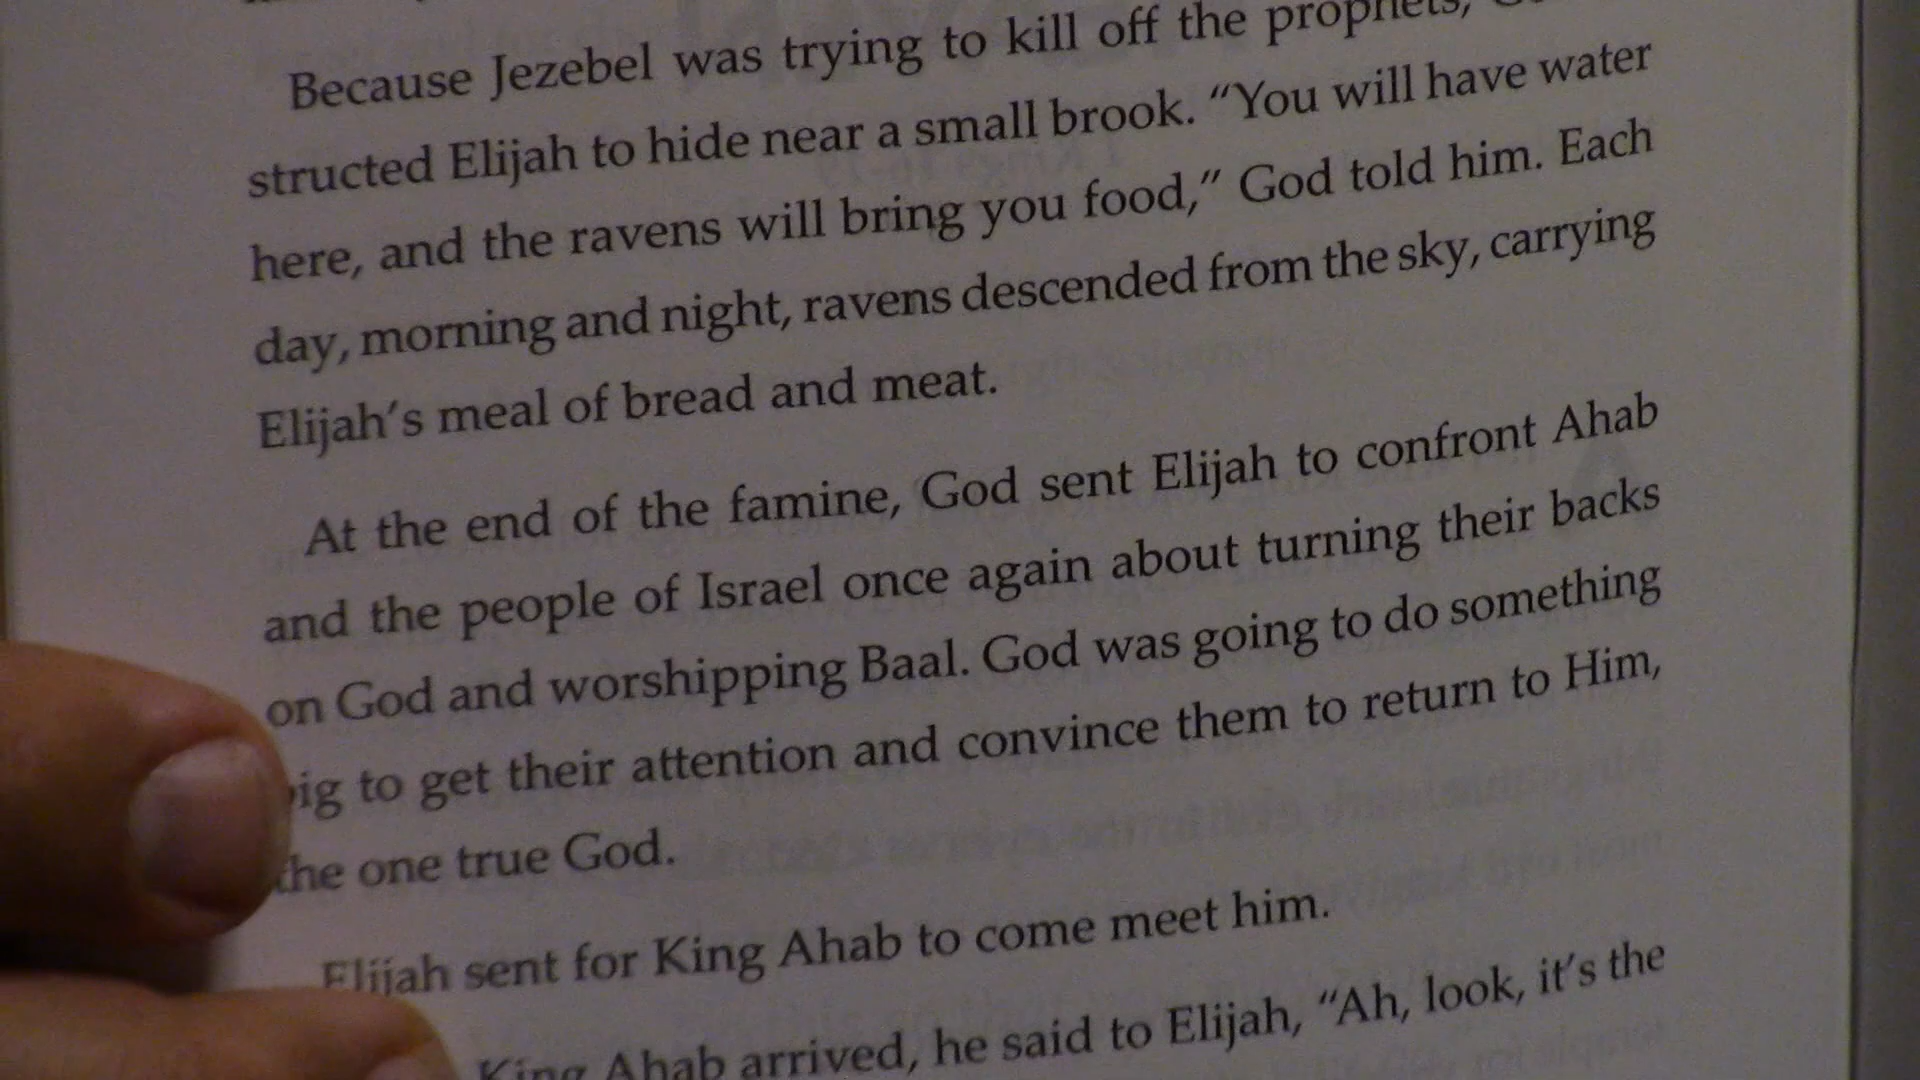 Because Jezebel was trying to kill off the prophets,
structed Elijah to hide near a small brook. “You will have water
here, and the ravens will bring you food,” God told him. Each
day, morning and night, ravens descended from the sky, carrying
Elijah’s meal of bread and meat.
At the end of the famine, God sent Elijah to confront Ahab
and the people of Israel once again about turning their backs
on God and worshipping Baal. God was going to do something
ig to get their attention and convince them to return to Him,
the one true God.
Elijah sent for King Ahab to come meet him.
King Ahab arrived, he said to Elijah, “Ah, look, it’s the